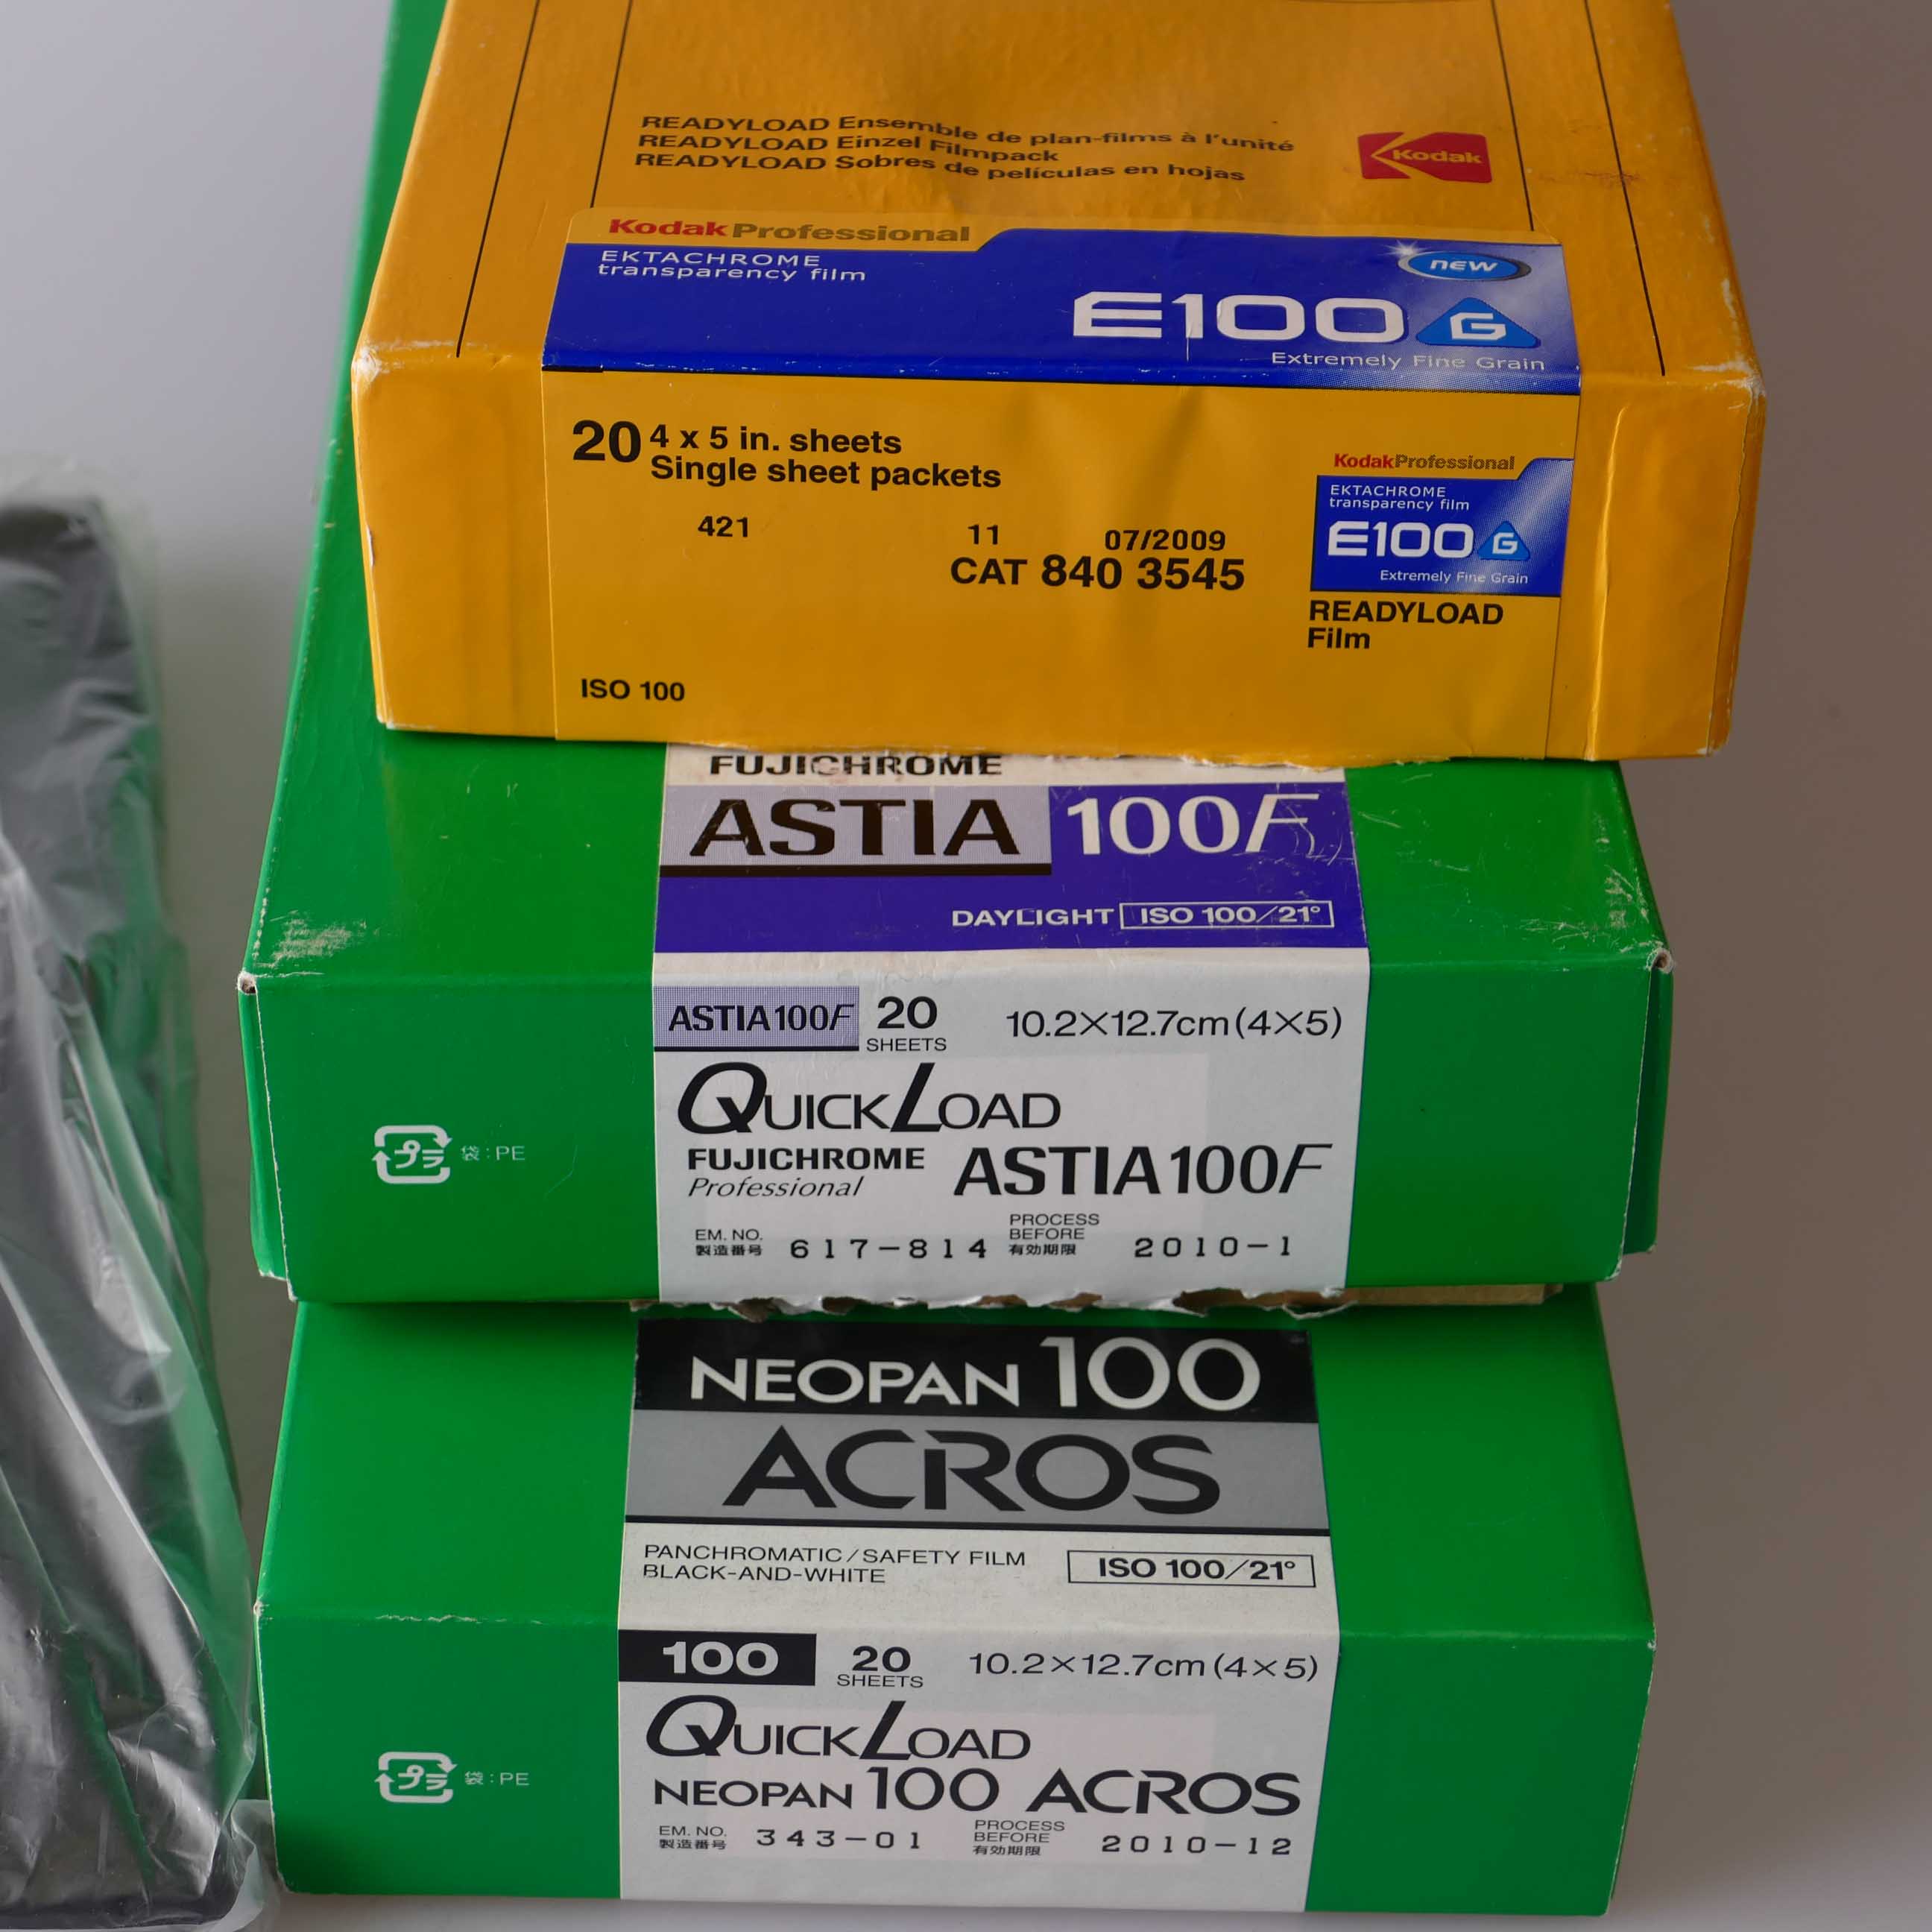 READYLOAD Ensemble de plan-films à l'unité
READYLOAD Einzel Filmpack
READYLOAD Sobres de películas en hojas
Kodak
Kodak Professional
EKTACHROME
transparency film
new
E100 G
Extremely Fine Grain
20 4 x 5 in. sheets
Single sheet packets
421 11 07/2009
CAT 840 3545
KodakProfessional
EKTACHROME
transparency film
E100 G
Extremely Fine Grain
READYLOAD
Film
ISO 100
FUJICHROME
ASTIA 100F
DAYLIGHT ISO 100/21°
ASTIA100F 20 SHEETS 10.2×12.7cm(4×5)
QUICKLOAD
FUJICHROME
Professional
ASTIA100F
EM. NO.
製造番号
617-814
PROCESS
BEFORE
有効期限
2010-1
プラ 袋:PE
NEOPAN 100
ACROS
PANCHROMATIC/SAFETY FILM
BLACK-AND-WHITE
ISO 100/21°
100 20 SHEETS 10.2×12.7cm(4×5)
QUICKLOAD
NEOPAN 100 ACROS
EM. NO.
製造番号
343-01
PROCESS
BEFORE
有効期限
2010-12
プラ 袋:PE